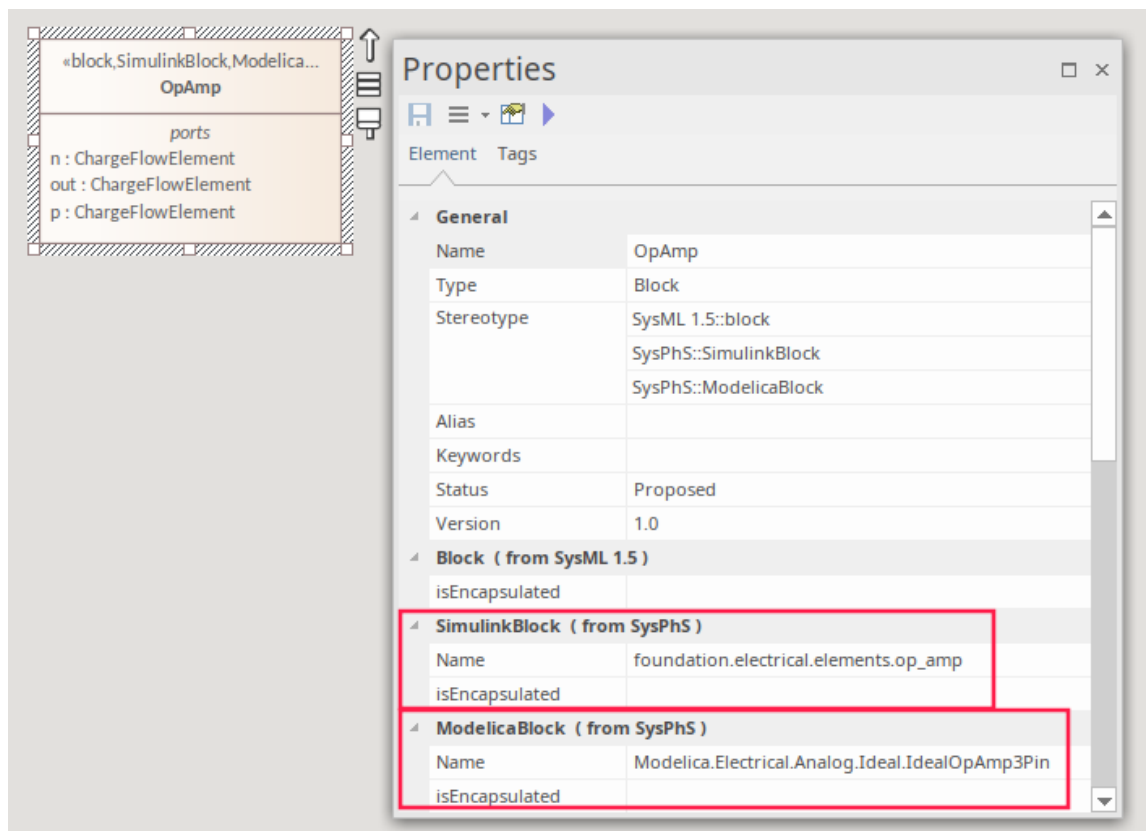 «block,SimulinkBlock,Modelica...
OpAmp
ports
n : ChargeFlowElement
out : ChargeFlowElement
p : ChargeFlowElement
Properties
Element Tags
General
Name OpAmp
Type Block
Stereotype SysML 1.5::block
SysPhS::SimulinkBlock
SysPhS::ModelicaBlock
Alias
Keywords
Status Proposed
Version 1.0
Block ( from SysML 1.5 )
isEncapsulated
SimulinkBlock ( from SysPhS )
Name foundation.electrical.elements.op_amp
isEncapsulated
ModelicaBlock ( from SysPhS )
Name Modelica.Electrical.Analog.Ideal.IdealOpAmp3Pin
isEncapsulated